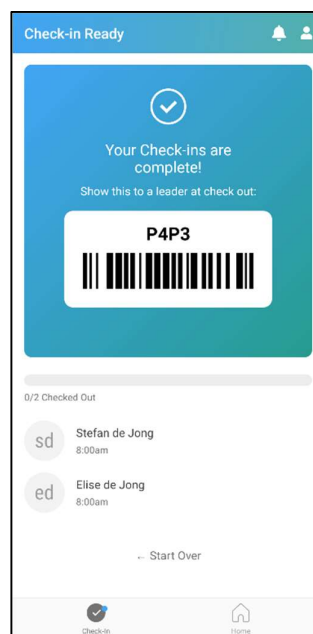 Check-in Ready
Your Check-ins are
complete!
Show this to a leader at check out:
P4P3
0/2 Checked Out
sd
Stefan de Jong
8:00am
ed
Elise de Jong
8:00am
← Start Over
Check-In
Home